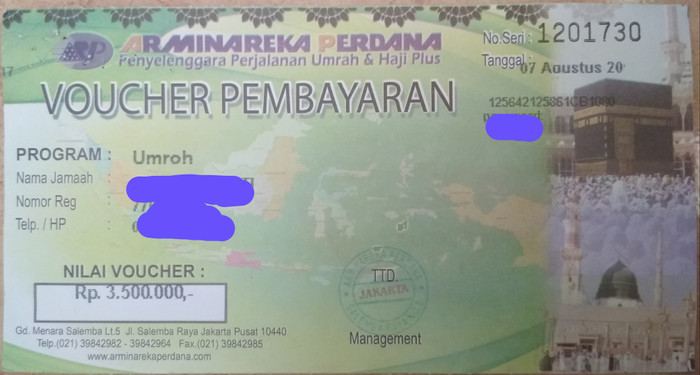 ARMINAREKA PERDANA
Penyelenggara Perjalanan Umrah & Haji Plus
No.Seri : 1201730
Tanggal : 07 Agustus 20
VOUCHER PEMBAYARAN
125642125861CB1080
PROGRAM : Umroh
Nama Jamaah :
Nomor Reg :
Telp. / HP :
NILAI VOUCHER :
Rp. 3.500.000,-
TTD.
JAKARTA
Management
Gd. Menara Salemba Lt.5 Jl. Salemba Raya Jakarta Pusat 10440
Telp.(021) 39842982 - 39842964 Fax.(021) 39842985
www.arminarekaperdana.com